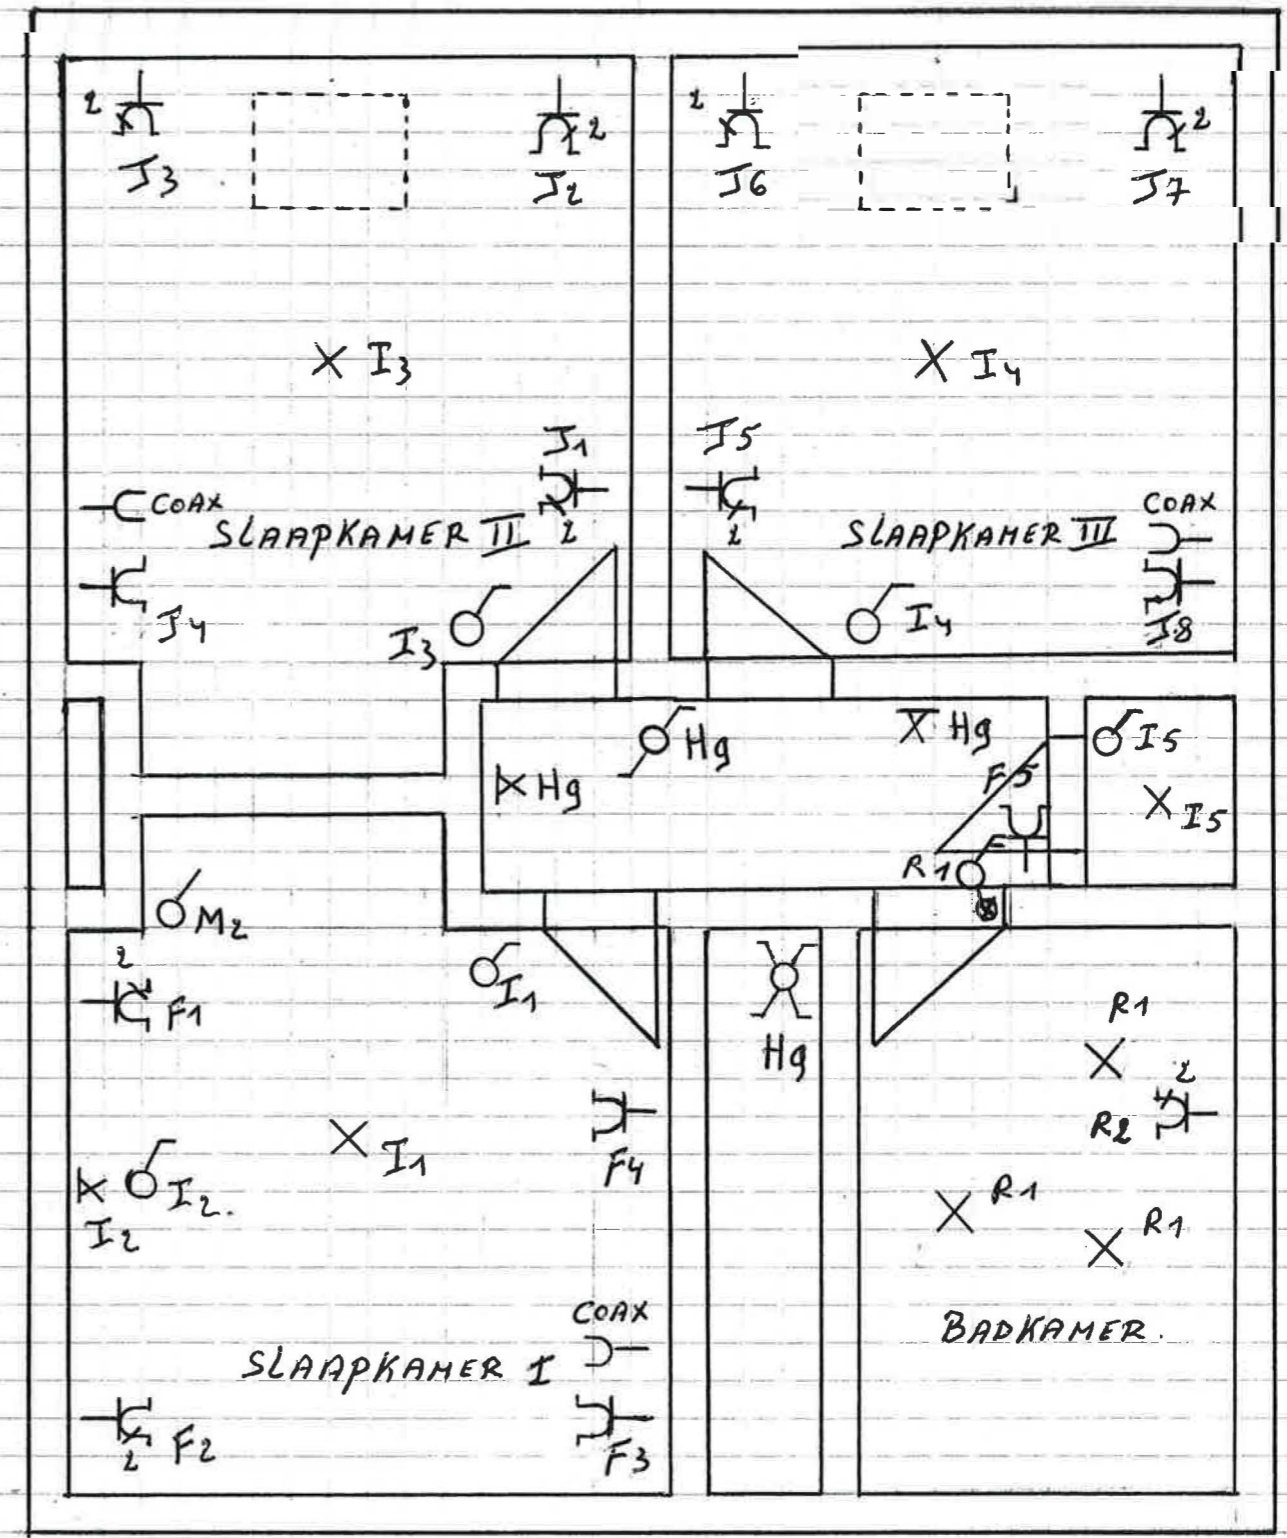 2
J3
2
J2
2
J6
2
J7
X I3
X I4
J1
2
J5
2
COAX
SLAAPKAMER II
COAX
SLAAPKAMER III
J4
I3
I4
J8
Hg
Hg
Hg
I5
F5
I5
R1
M2
2
F1
I1
Hg
R1
2
R2
F4
I1
I2.
I2
R1
R1
COAX
BADKAMER.
SLAAPKAMER I
F2
2
F3